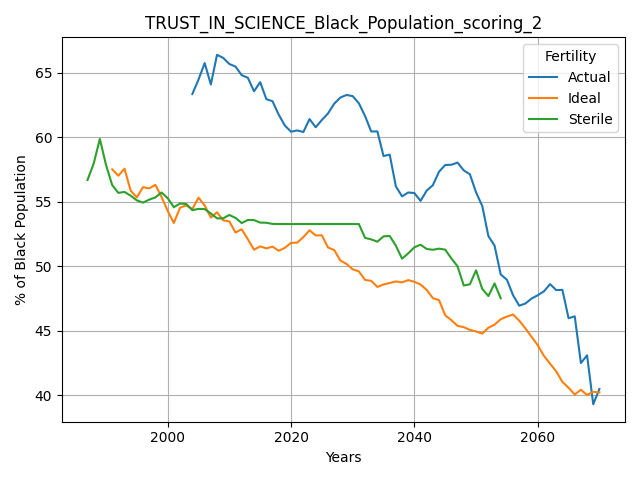 TRUST_IN_SCIENCE_Black_Population_scoring_2
Fertility
Actual
Ideal
Sterile
% of Black Population
65
60
55
50
45
40
2000
2020
2040
2060
Years